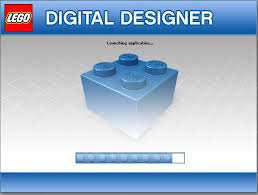 LEGO DIGITAL DESIGNER
Launching application...